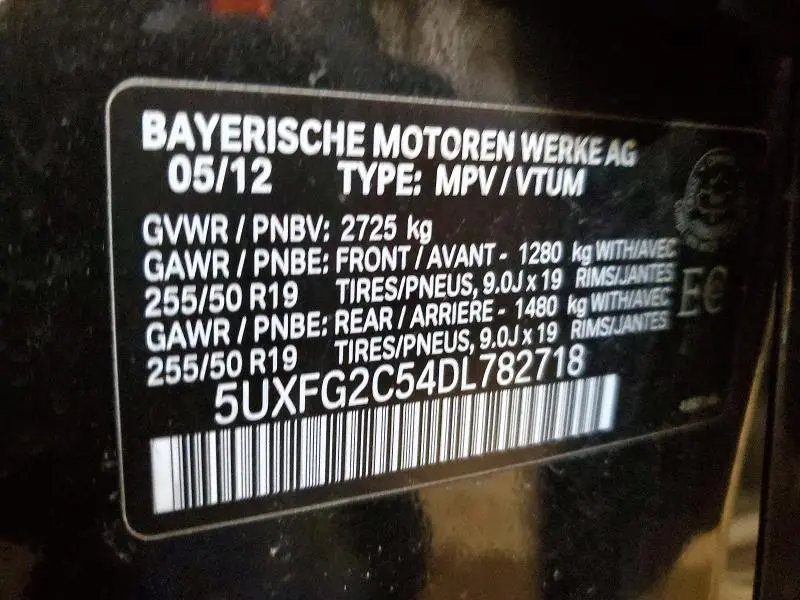 BAYERISCHE MOTOREN WERKE AG
05/12 TYPE: MPV / VTUM
GVWR / PNBV: 2725 kg
GAWR / PNBE: FRONT / AVANT - 1280 kg WITH/AVEC
255/50 R19 TIRES/PNEUS, 9.0J x 19 RIMS/JANTES
GAWR / PNBE: REAR / ARRIERE - 1480 kg WITH/AVEC
255/50 R19 TIRES/PNEUS, 9.0J x 19 RIMS/JANTES
5UXFG2C54DL782718